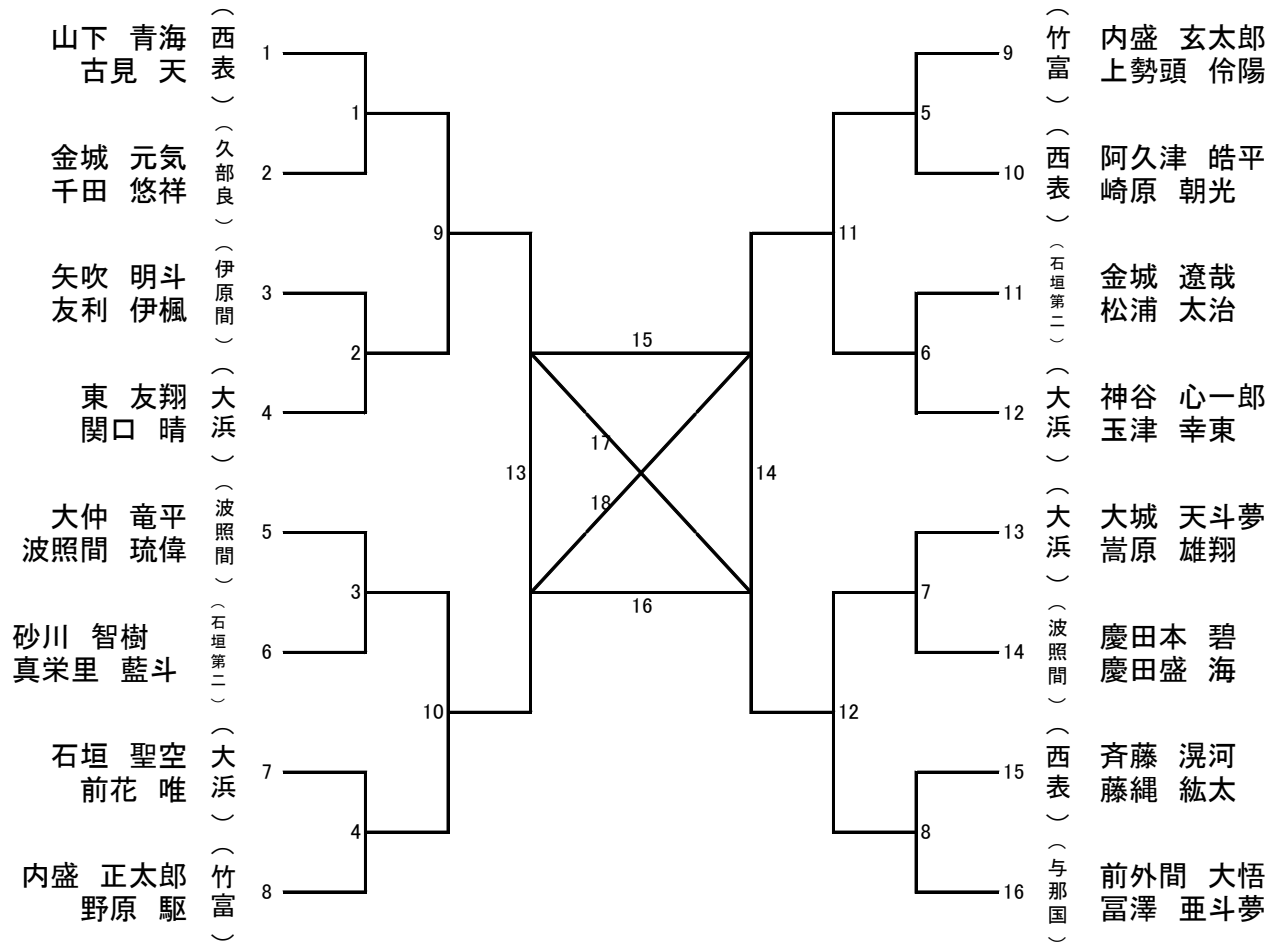 山下 青海
古見 天
（西表）
1
金城 元気
千田 悠祥
（久部良）
2
矢吹 明斗
友利 伊楓
（伊原間）
3
東 友翔
関口 晴
（大浜）
4
大仲 竜平
波照間 琉偉
（波照間）
5
砂川 智樹
真栄里 藍斗
（石垣第二）
6
石垣 聖空
前花 唯
（大浜）
7
内盛 正太郎
野原 駆
（竹富）
8
1
2
3
4
9
10
13
15
17
18
16
14
11
12
5
6
7
8
9
（竹富）
内盛 玄太郎
上勢頭 伶陽
10
（西表）
阿久津 皓平
崎原 朝光
11
（石垣第二）
金城 遼哉
松浦 太治
12
（大浜）
神谷 心一郎
玉津 幸東
13
（大浜）
大城 天斗夢
嵩原 雄翔
14
（波照間）
慶田本 碧
慶田盛 海
15
（西表）
斉藤 滉河
藤縄 紘太
16
（与那国）
前外間 大悟
冨澤 亜斗夢